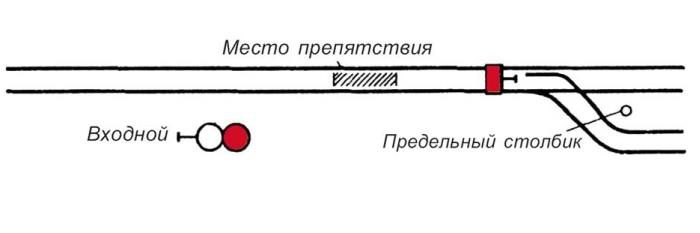 Место препятствия
Входной
Предельный столбик